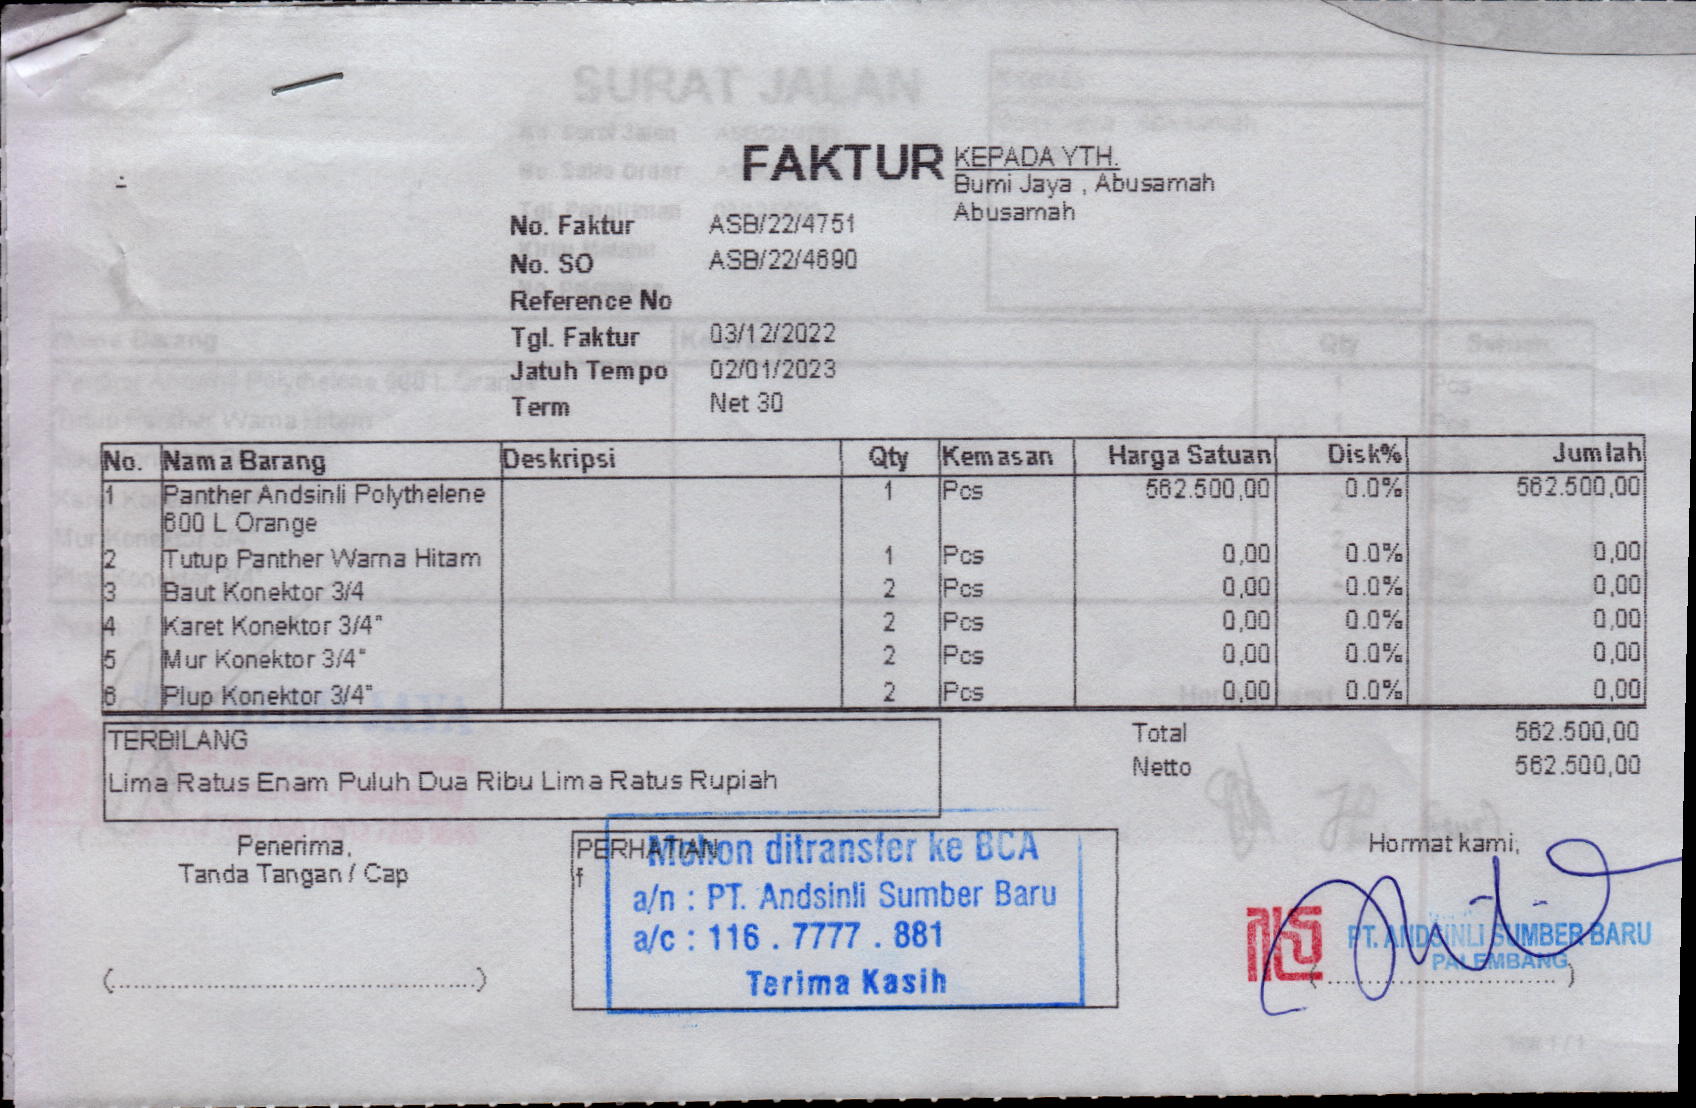 SURAT JALAN
FAKTUR
KEPADA YTH.
Bumi Jaya , Abusamah
Abusamah
No. Faktur ASB/22/4751
No. SO ASB/22/4690
Reference No
Tgl. Faktur 03/12/2022
Jatuh Tempo 02/01/2023
Term Net 30
No. Nama Barang Deskripsi Qty Kemasan Harga Satuan Disk% Jumlah
1 Panther Andsinli Polythelene 1 Pcs 562.500,00 0.0% 562.500,00
600 L Orange
2 Tutup Panther Warna Hitam 1 Pcs 0,00 0.0% 0,00
3 Baut Konektor 3/4 2 Pcs 0,00 0.0% 0,00
4 Karet Konektor 3/4" 2 Pcs 0,00 0.0% 0,00
5 Mur Konektor 3/4" 2 Pcs 0,00 0.0% 0,00
6 Plup Konektor 3/4" 2 Pcs 0,00 0.0% 0,00
TERBILANG
Lima Ratus Enam Puluh Dua Ribu Lima Ratus Rupiah
Total 562.500,00
Netto 562.500,00
Penerima,
Tanda Tangan / Cap
(....................................................)
PERHATIAN
f
Mohon ditransfer ke BCA
a/n : PT. Andsinli Sumber Baru
a/c : 116 . 7777 . 881
Terima Kasih
Hormat kami,
PT. ANDSINLI SUMBER BARU
PALEMBANG
(....................................)